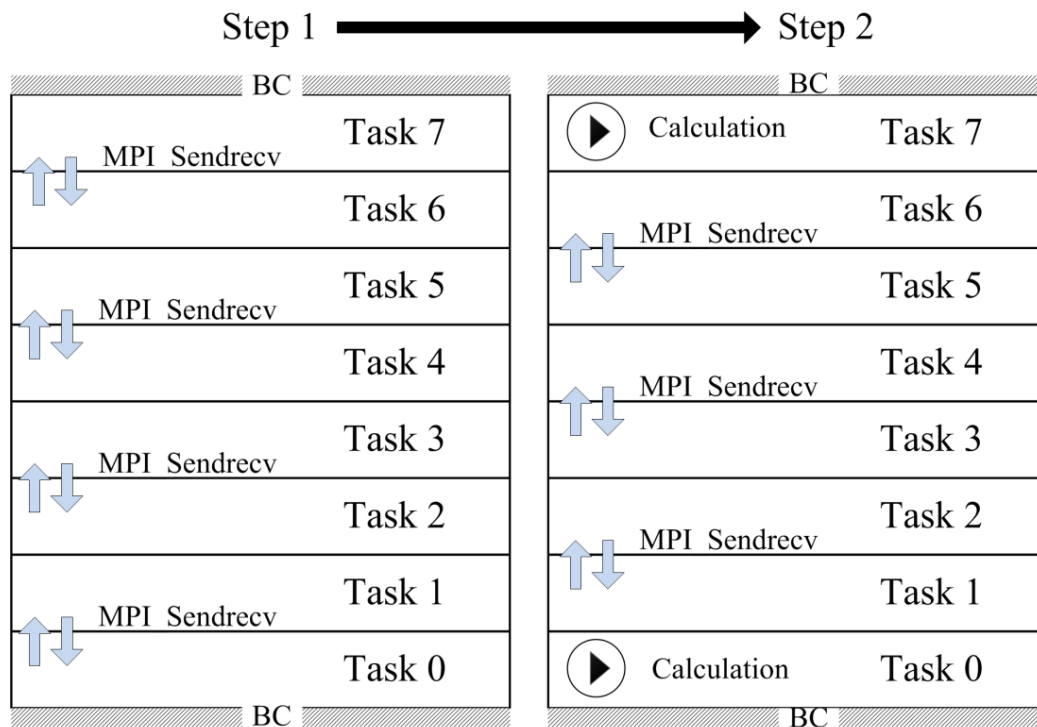 Step 1 Step 2
BC
Task 7
MPI Sendrecv
Task 6
Task 5
MPI Sendrecv
Task 4
Task 3
MPI Sendrecv
Task 2
Task 1
MPI Sendrecv
Task 0
BC
BC
Calculation Task 7
Task 6
MPI Sendrecv
Task 5
Task 4
MPI Sendrecv
Task 3
Task 2
MPI Sendrecv
Task 1
Calculation Task 0
BC